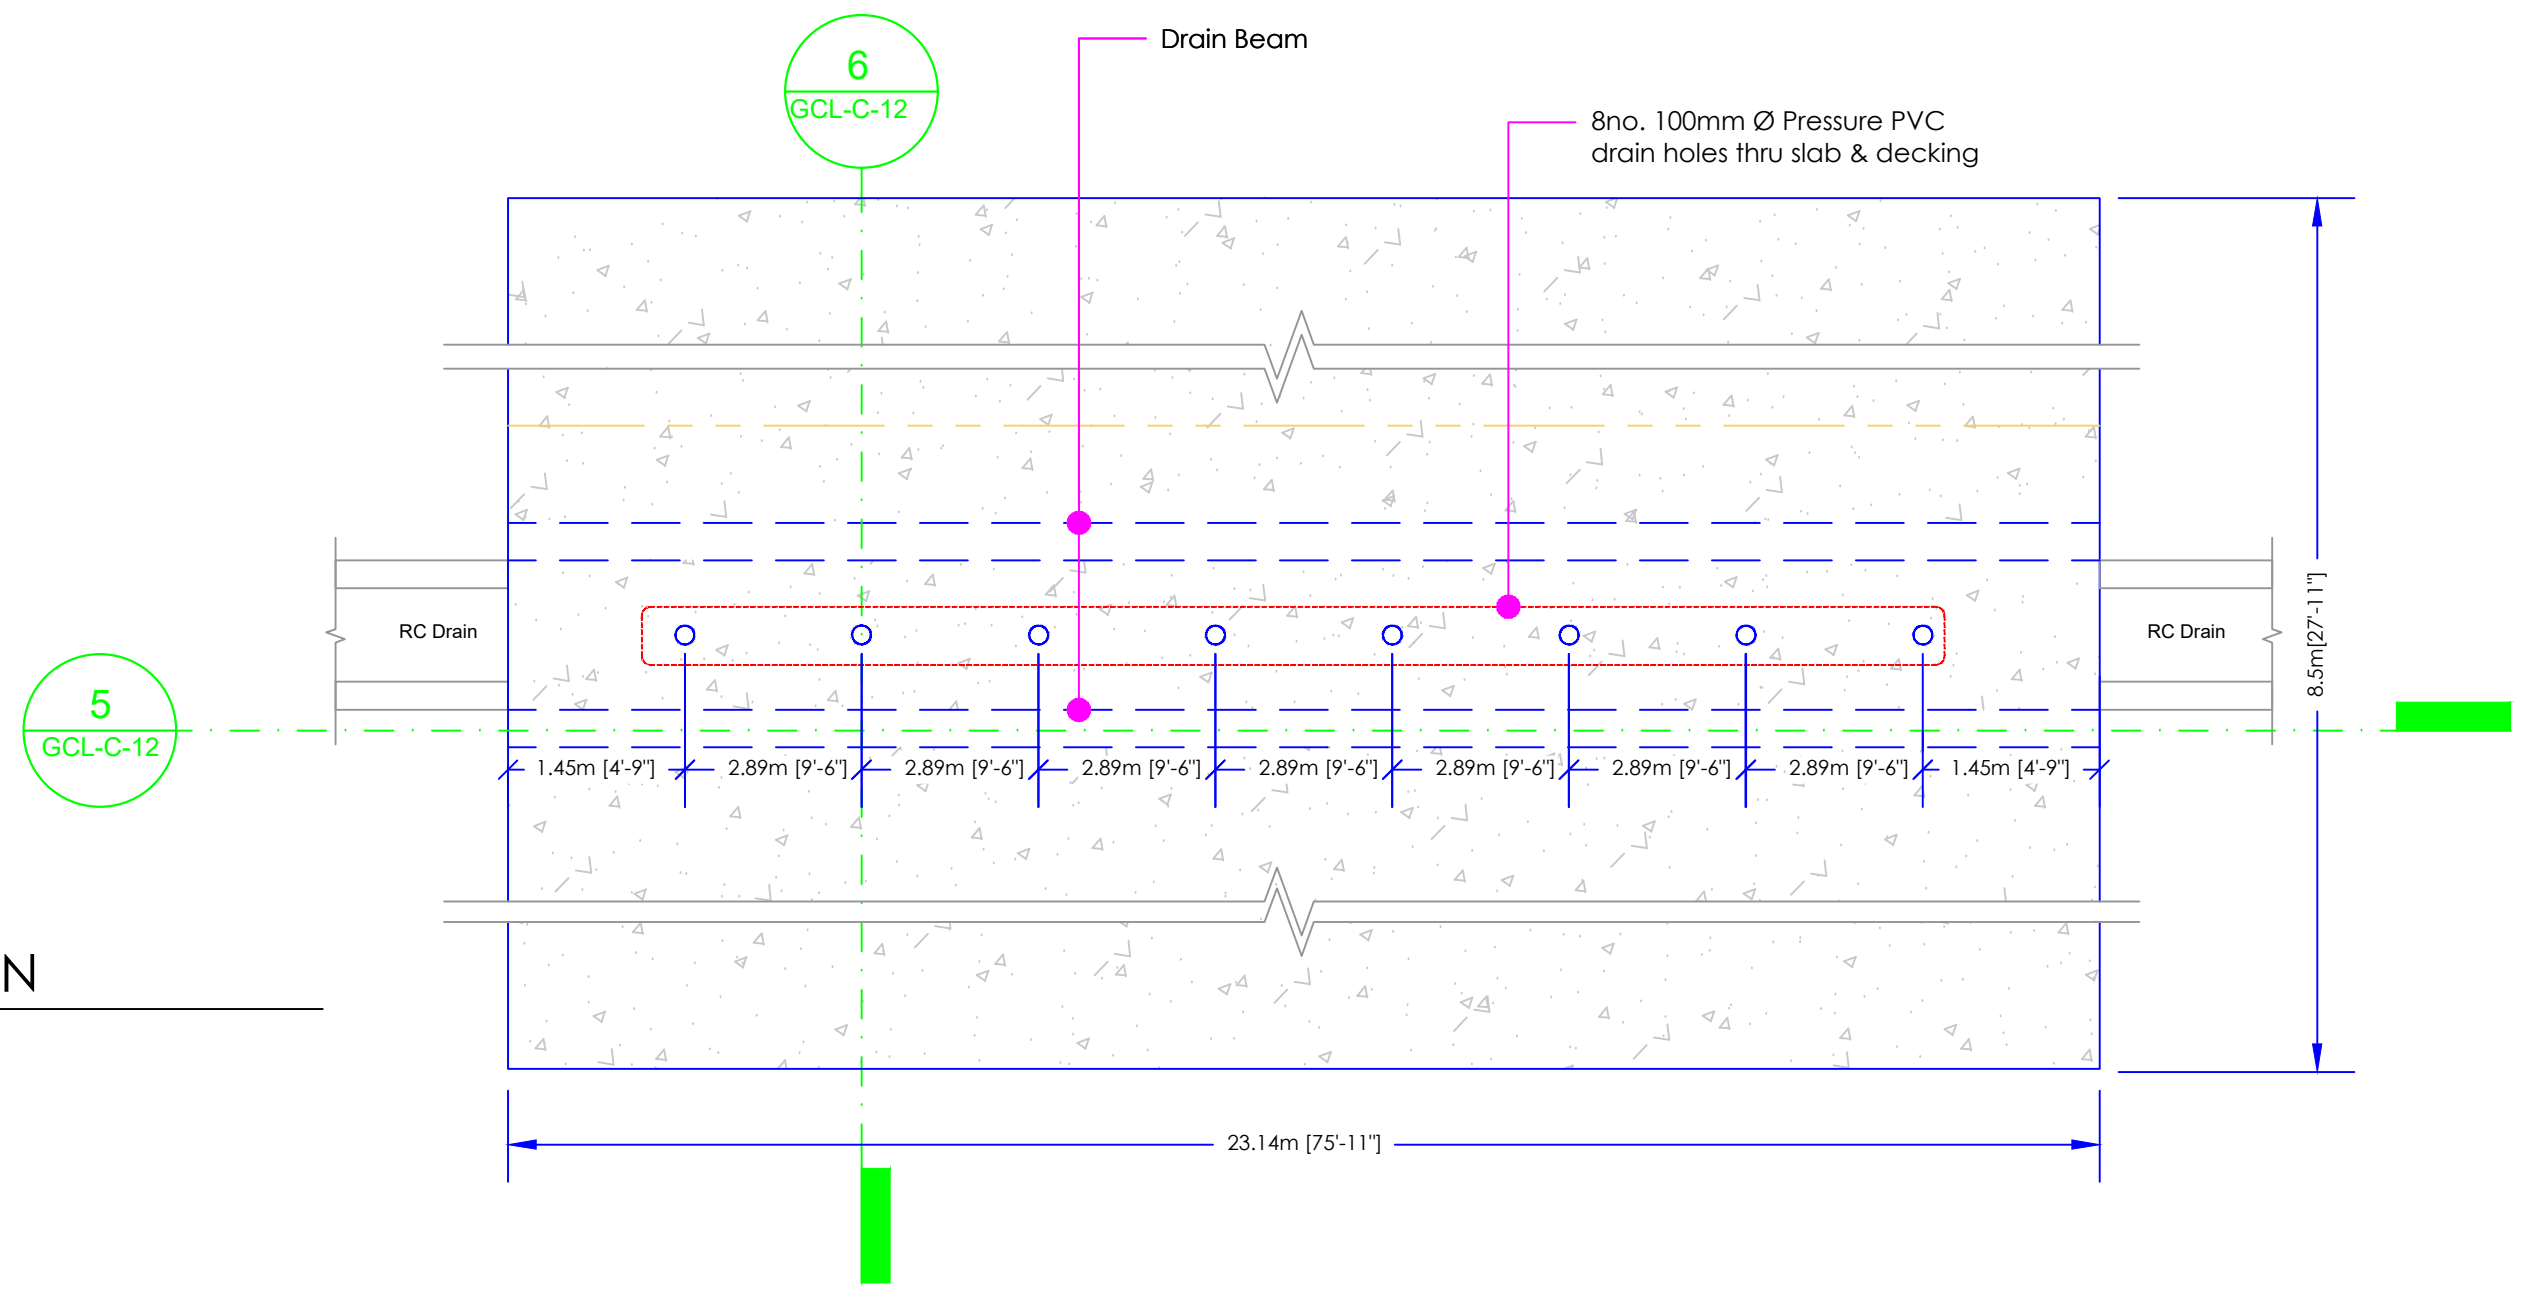 Drain Beam
6
GCL-C-12
8no. 100mm Ø Pressure PVC
drain holes thru slab & decking
RC Drain
RC Drain
8.5m[27'-11"]
5
GCL-C-12
1.45m [4'-9"]
2.89m [9'-6"]
2.89m [9'-6"]
2.89m [9'-6"]
2.89m [9'-6"]
2.89m [9'-6"]
2.89m [9'-6"]
2.89m [9'-6"]
1.45m [4'-9"]
N
23.14m [75'-11"]